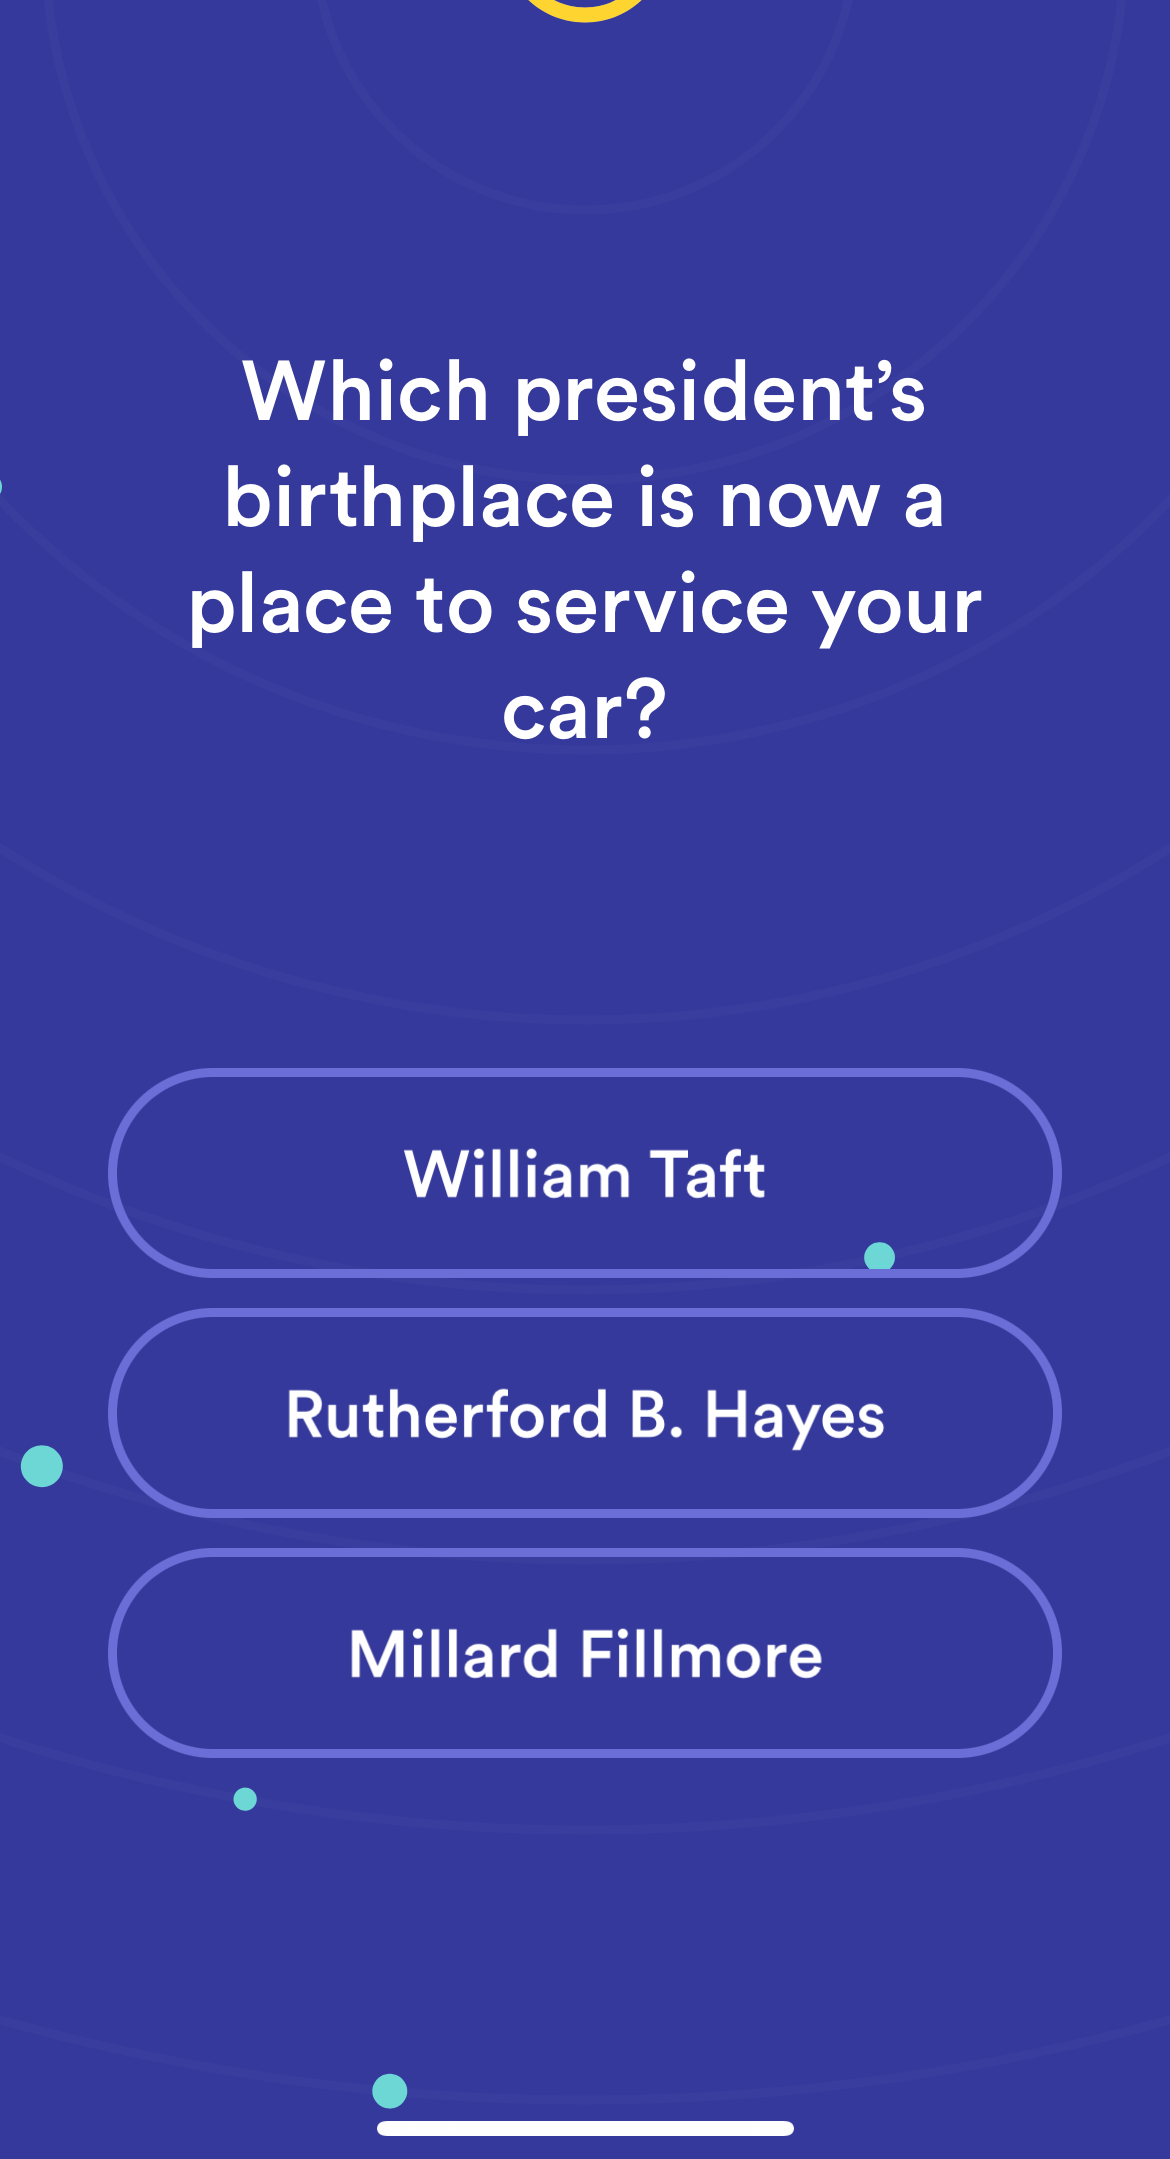 Which president’s
birthplace is now a
place to service your
car?
William Taft
Rutherford B. Hayes
Millard Fillmore